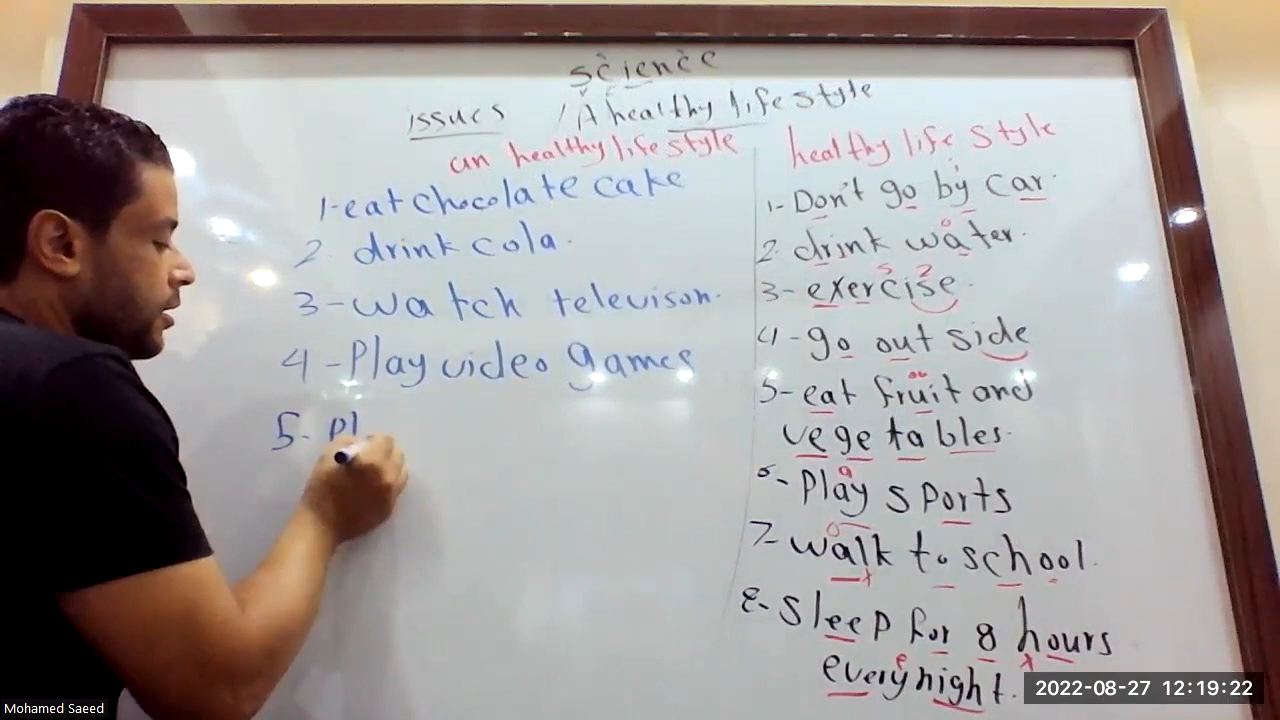 science
issues / A healthy life style
un healthy life style
1-eat chocolate cake
2. drink cola.
3-watch televison.
4-Play video games
5- Pl
healthy life style
1- Don't go by car.
2. drink water.
3- exercise.
4-go out side
5-eat fruit and
vegetables.
6- Play sports
7- walk to school.
8- Sleep for 8 hours
every night.
2022-08-27 12:19:22
Mohamed Saeed